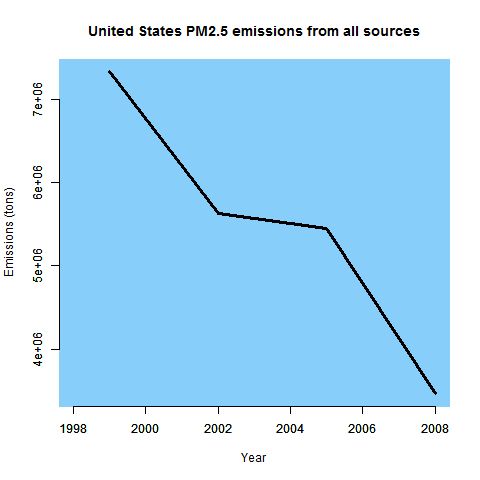 United States PM2.5 emissions from all sources
7e+06
6e+06
5e+06
4e+06
Emissions (tons)
1998 2000 2002 2004 2006 2008
Year